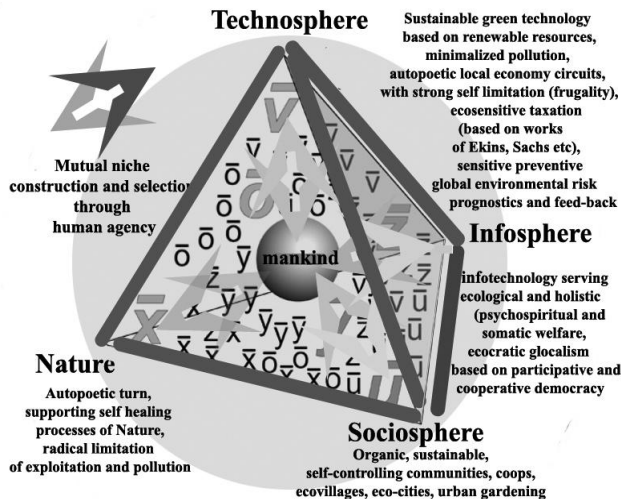 Technosphere
Sustainable green technology
based on renewable resources,
minimalized pollution,
autopoetic local economy circuits,
with strong self limitation (frugality),
ecosensitive taxation
(based on works
of Ekins, Sachs etc),
sensitive preventive
global environmental risk
prognostics and feed-back
Mutual niche
construction and selection
through
human agency
mankind
Infosphere
infotechnology serving
ecological and holistic
(psychospiritual and
somatic welfare,
ecocratic glocalism
based on participative and
cooperative democracy
Nature
Autopoetic turn,
supporting self healing
processes of Nature,
radical limitation
of exploitation and pollution
Sociosphere
Organic, sustainable,
self-controlling communities, coops,
ecovillages, eco-cities, urban gardening